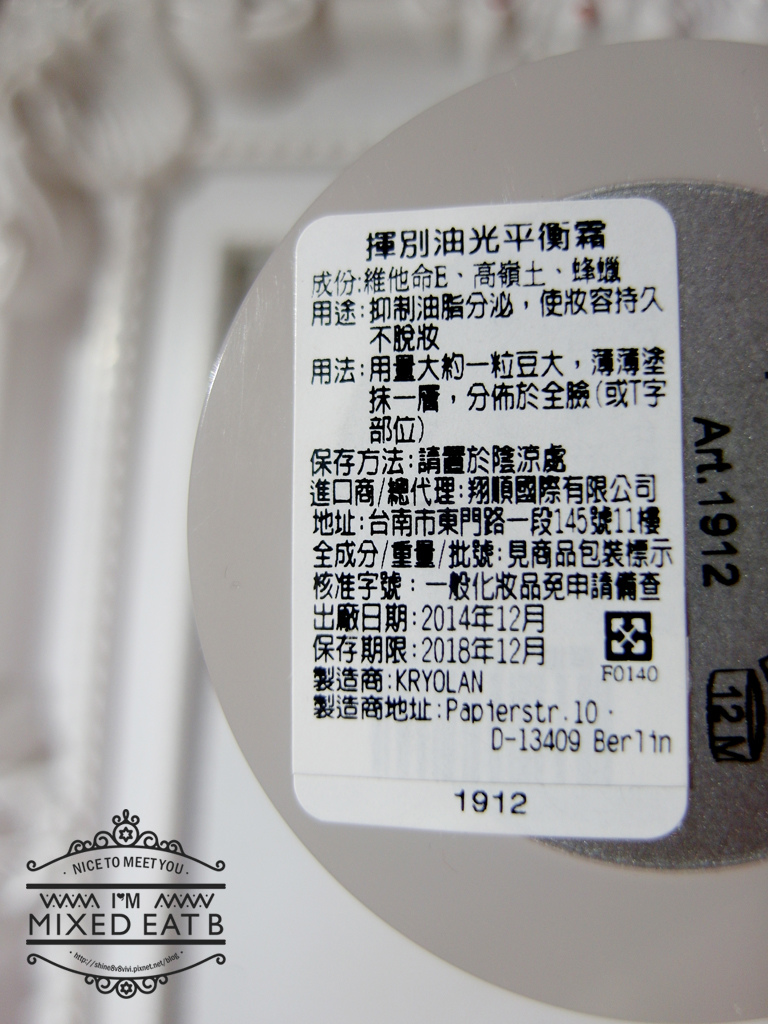 揮別油光平衡霜
成份:維他命E、高嶺土、蜂蠟
用途:抑制油脂分泌，使妝容持久
不脫妝
用法:用量大約一粒豆大，薄薄塗
抹一層，分佈於全臉(或T字
部位)
保存方法:請置於陰涼處
進口商/總代理:翔順國際有限公司
地址:台南市東門路一段145號11樓
全成分/重量/批號:見商品包裝標示
核准字號：一般化妝品免申請備查
出廠日期:2014年12月
保存期限:2018年12月
F0140
製造商:KRYOLAN
製造商地址:Papierstr.10.
D-13409 Berlin
1912
Art.1912
12M
NICE TO MEET YOU
I'M
MIXED EAT B
http://shine8v8vivi.pixnet.net/blog